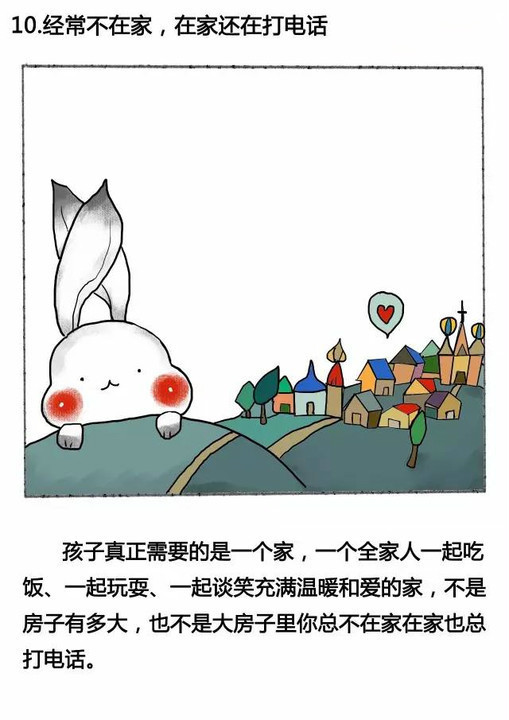 10.经常不在家，在家还在打电话
孩子真正需要的是一个家，一个全家人一起吃
饭、一起玩耍、一起谈笑充满温暖和爱的家，不是
房子有多大，也不是大房子里你总不在家在家也总
打电话。